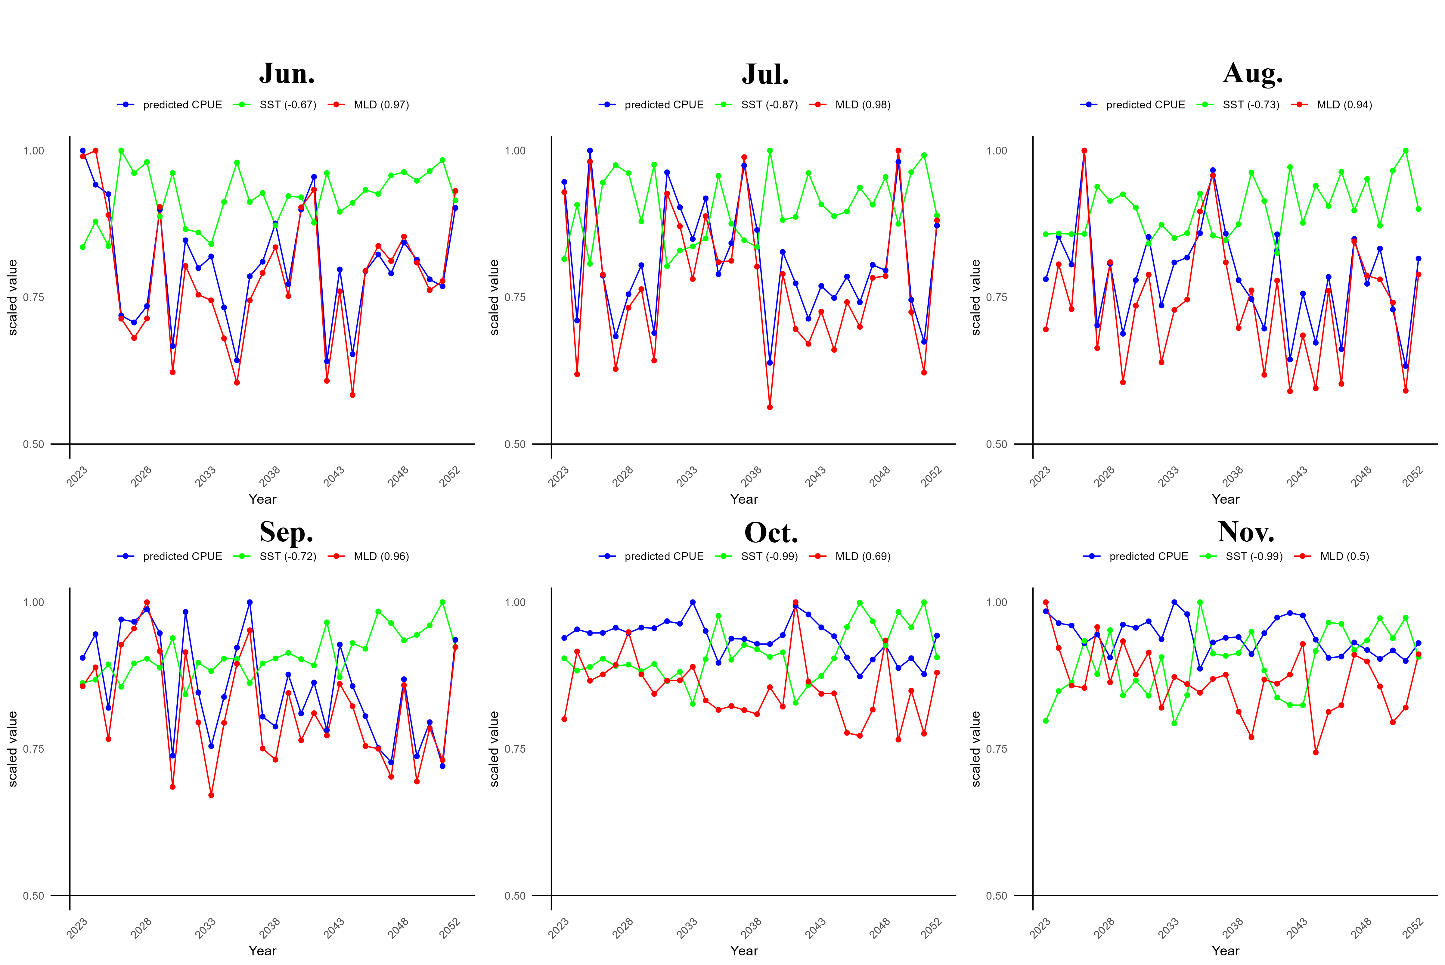 Jun. Jul. Aug.
predicted CPUE SST (-0.67) MLD (0.97) predicted CPUE SST (-0.87) MLD (0.98) predicted CPUE SST (-0.73) MLD (0.94)
1.00 1.00 1.00
scaled value scaled value scaled value
0.75 0.75 0.75
0.50 0.50 0.50
2023 2028 2033 2038 2043 2048 2052 2023 2028 2033 2038 2043 2048 2052 2023 2028 2033 2038 2043 2048 2052
Year Year Year
Sep. Oct. Nov.
predicted CPUE SST (-0.72) MLD (0.96) predicted CPUE SST (-0.99) MLD (0.69) predicted CPUE SST (-0.99) MLD (0.5)
1.00 1.00 1.00
scaled value scaled value scaled value
0.75 0.75 0.75
0.50 0.50 0.50
2023 2028 2033 2038 2043 2048 2052 2023 2028 2033 2038 2043 2048 2052 2023 2028 2033 2038 2043 2048 2052
Year Year Year